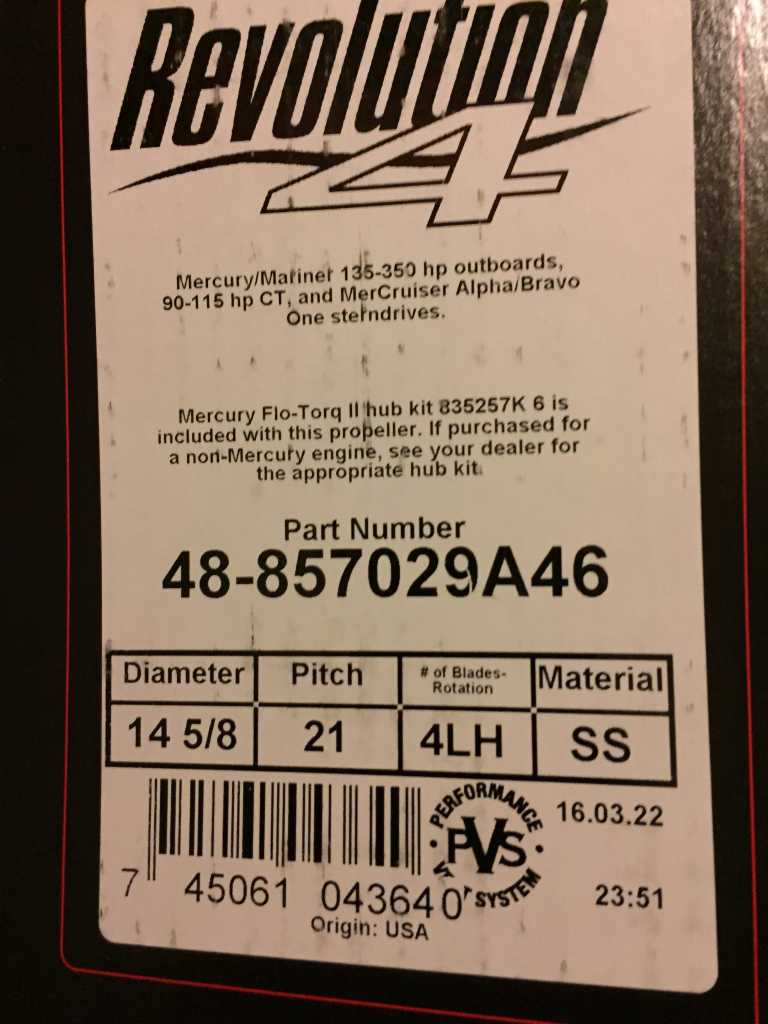 Revolution
4
Mercury/Mariner 135-350 hp outboards,
90-115 hp CT, and MerCruiser Alpha/Bravo
One sterndrives.
Mercury Flo-Torq II hub kit 835257K 6 is
included with this propeller. If purchased for
a non-Mercury engine, see your dealer for
the appropriate hub kit.
Part Number
48-857029A46
Diameter Pitch # of Blades-Rotation Material
14 5/8 21 4LH SS
PERFORMANCE
PVS
SYSTEM
16.03.22
23:51
7 45061 04364 0
Origin: USA